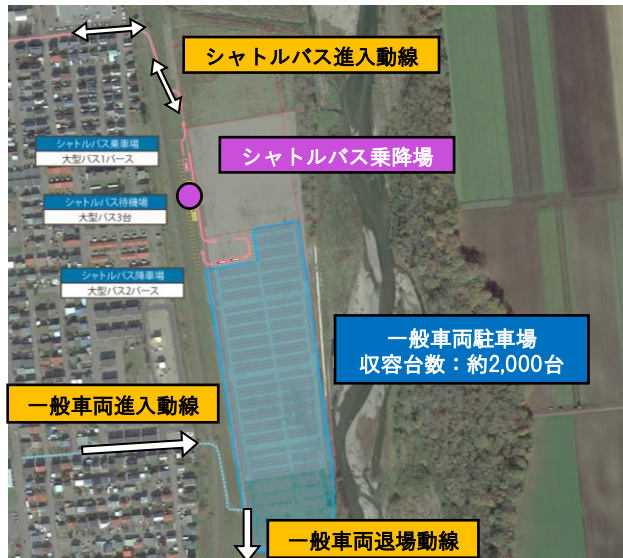 シャトルバス進入動線
シャトルバス乗車場
大型バス1バース
シャトルバス乗降場
シャトルバス待機場
大型バス3台
シャトルバス降車場
大型バス2バース
一般車両駐車場
収容台数：約2,000台
一般車両進入動線
一般車両退場動線